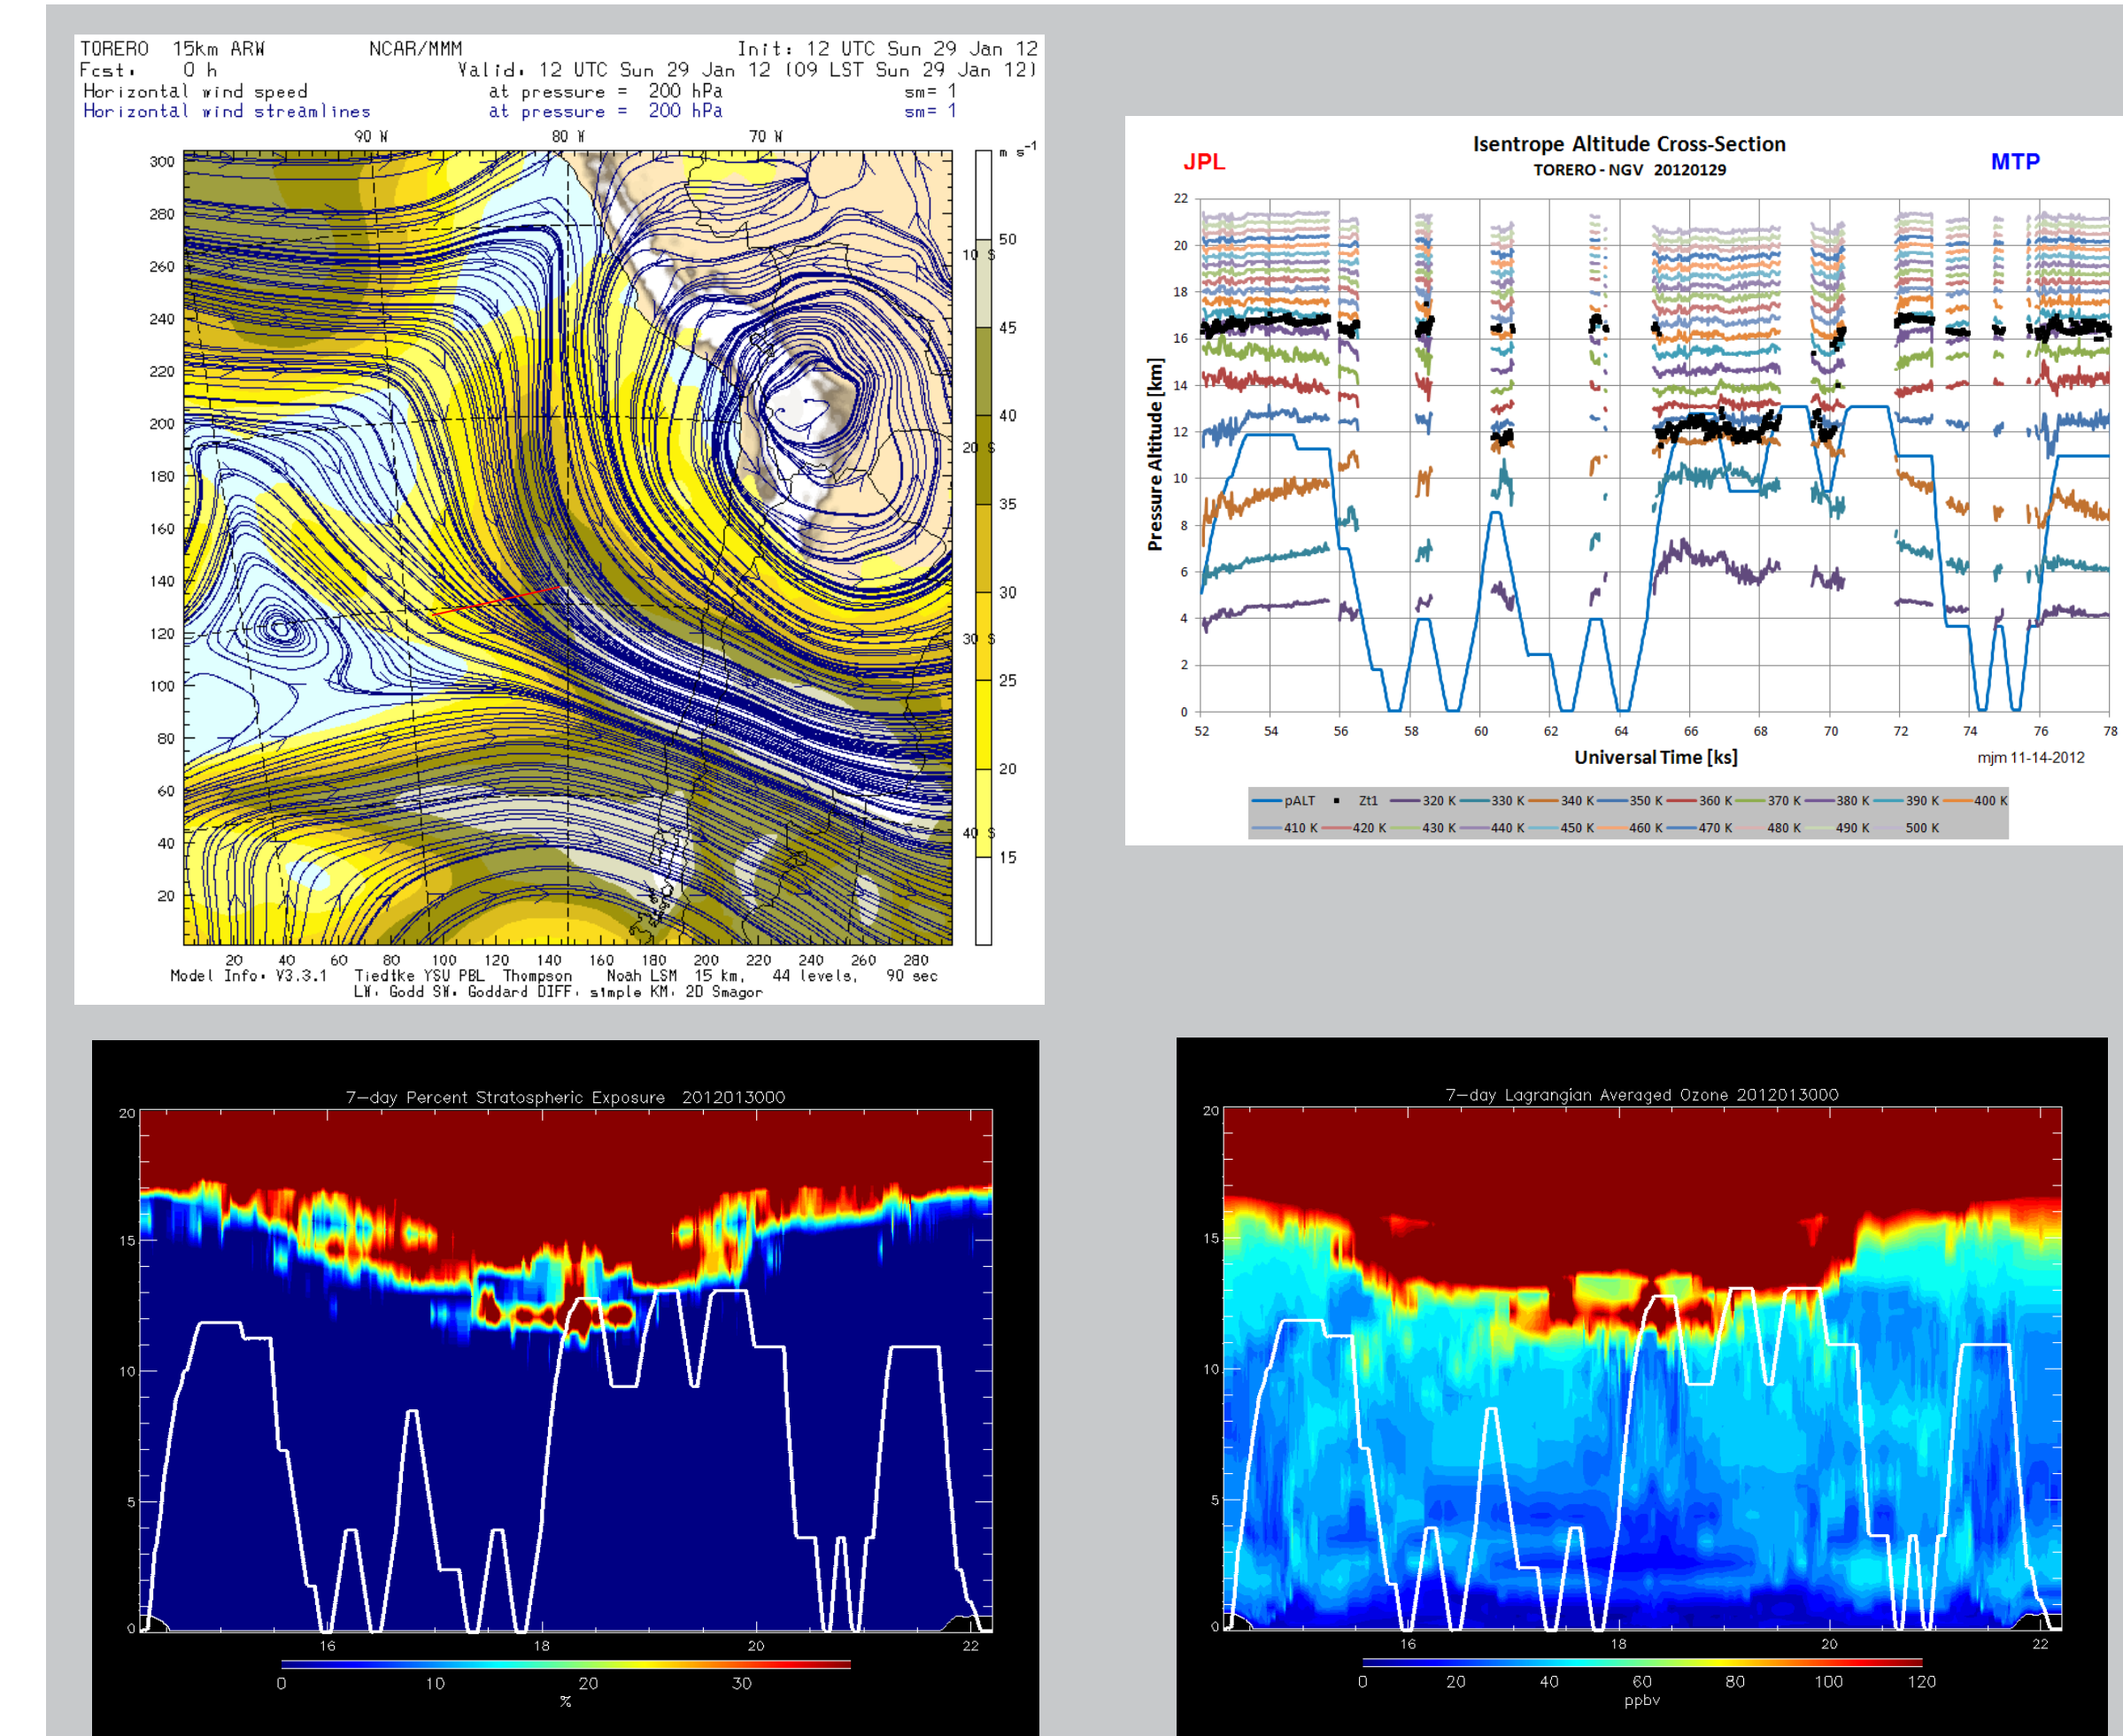 TORERO 15km ARW NCAR/MMM Init: 12 UTC Sun 29 Jan 12
Fcst: 0 h Valid: 12 UTC Sun 29 Jan 12 (09 LST Sun 29 Jan 12)
Horizontal wind speed at pressure = 200 hPa sm= 1
Horizontal wind streamlines at pressure = 200 hPa sm= 1
90 W 80 W 70 W
m s-1
300
280
260
240
220
200
180
160
140
120
100
80
60
40
20
10 S
20 S
30 S
40 S
50
45
40
35
30
25
20
15
20 40 60 80 100 120 140 160 180 200 220 240 260 280
Model Info: V3.3.1 Tiedtke YSU PBL Thompson Noah LSM 15 km, 44 levels, 90 sec
LW: Godd SW: Goddard DIFF: simple KM: 2D Smagor
Isentrope Altitude Cross-Section
JPL TORERO - NGV 20120129 MTP
Pressure Altitude [km]
22
20
18
16
14
12
10
8
6
4
2
0
52 54 56 58 60 62 64 66 68 70 72 74 76 78
Universal Time [ks] mjm 11-14-2012
pALT Zt1 320 K 330 K 340 K 350 K 360 K 370 K 380 K 390 K 400 K
410 K 420 K 430 K 440 K 450 K 460 K 470 K 480 K 490 K 500 K
7-day Percent Stratospheric Exposure 2012013000
20
15
10
5
0
16 18 20 22
0 10 20 30
%
7-day Lagrangian Averaged Ozone 2012013000
20
15
10
5
0
16 18 20 22
0 20 40 60 80 100 120
ppbv